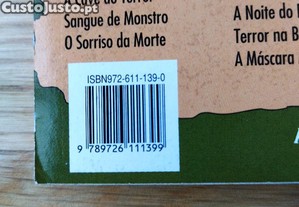 CustoJusto.pt
Sangue de Monstro
O Sorriso da Morte
A Noite do
Terror na B
A Máscara
ISBN972-611-139-0
9 789726 111399